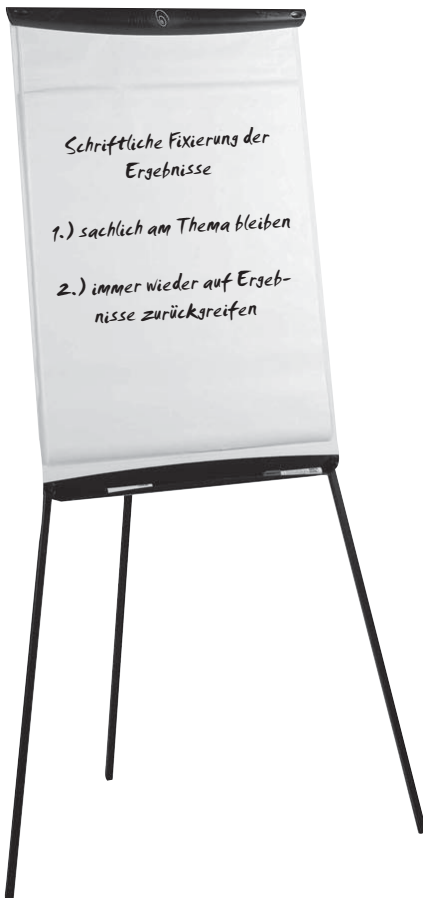 Schriftliche Fixierung der
Ergebnisse
1.) sachlich am Thema bleiben
2.) immer wieder auf Ergeb-
nisse zurückgreifen